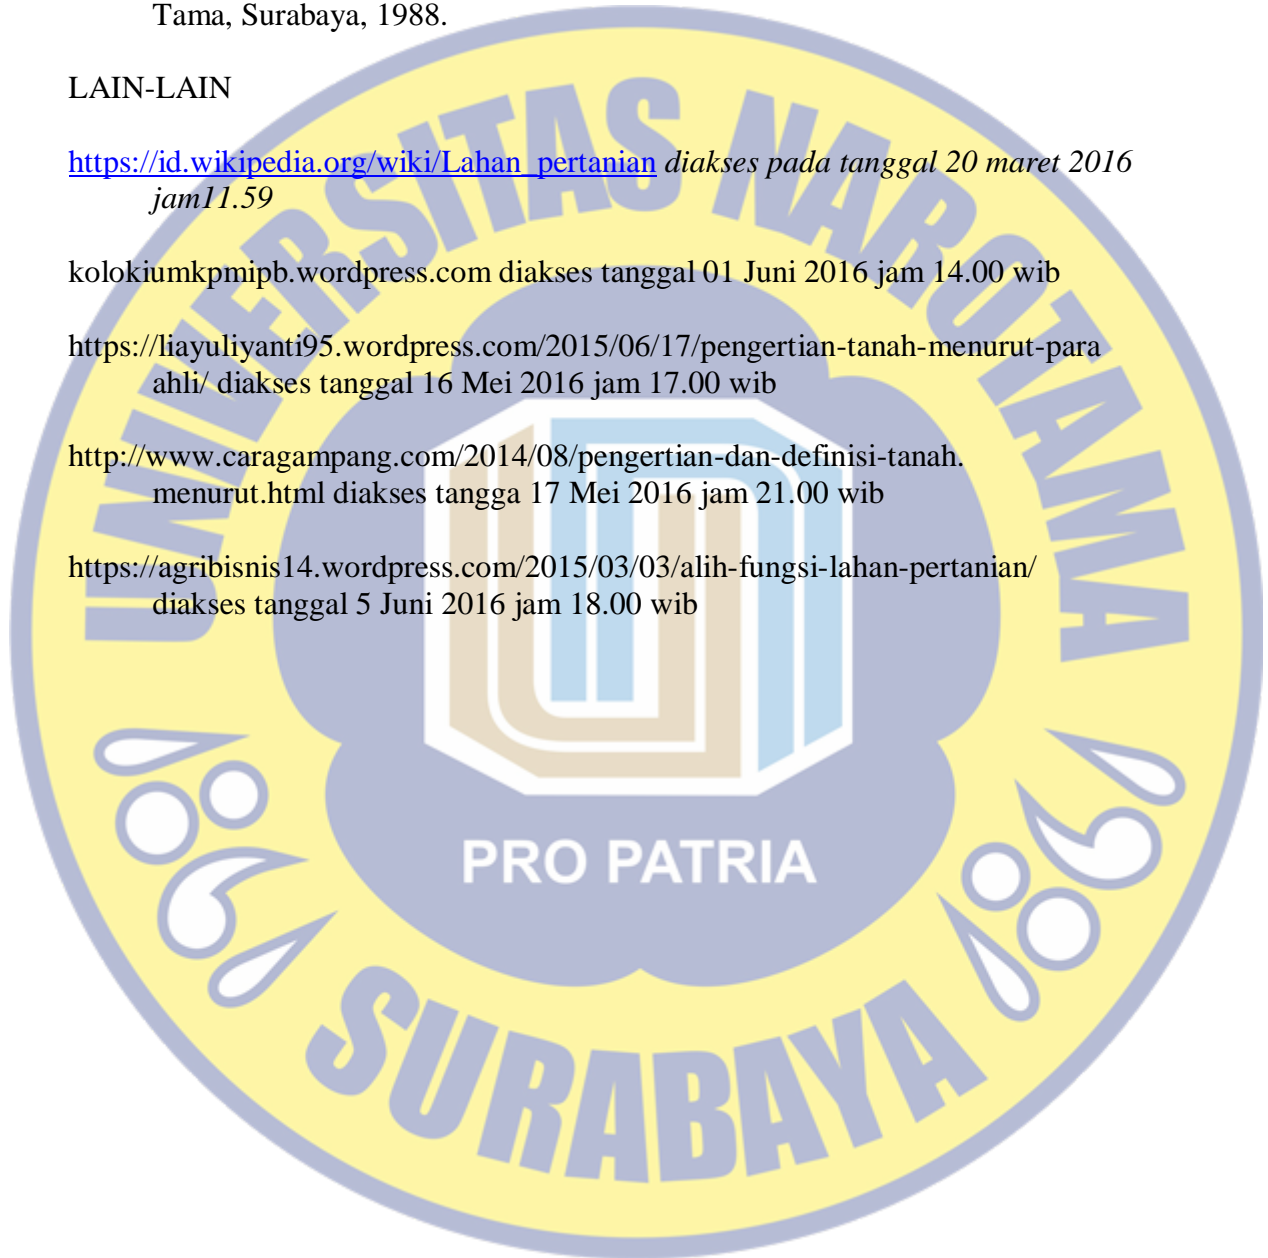 Tama, Surabaya, 1988.
LAIN-LAIN
https://id.wikipedia.org/wiki/Lahan_pertanian diakses pada tanggal 20 maret 2016
jam11.59
kolokiumkpmipb.wordpress.com diakses tanggal 01 Juni 2016 jam 14.00 wib
https://liayuliyanti95.wordpress.com/2015/06/17/pengertian-tanah-menurut-para
ahli/ diakses tanggal 16 Mei 2016 jam 17.00 wib
http://www.caragampang.com/2014/08/pengertian-dan-definisi-tanah.
menurut.html diakses tangga 17 Mei 2016 jam 21.00 wib
https://agribisnis14.wordpress.com/2015/03/03/alih-fungsi-lahan-pertanian/
diakses tanggal 5 Juni 2016 jam 18.00 wib
UNIVERSITAS NAROTAMA
PRO PATRIA
SURABAYA